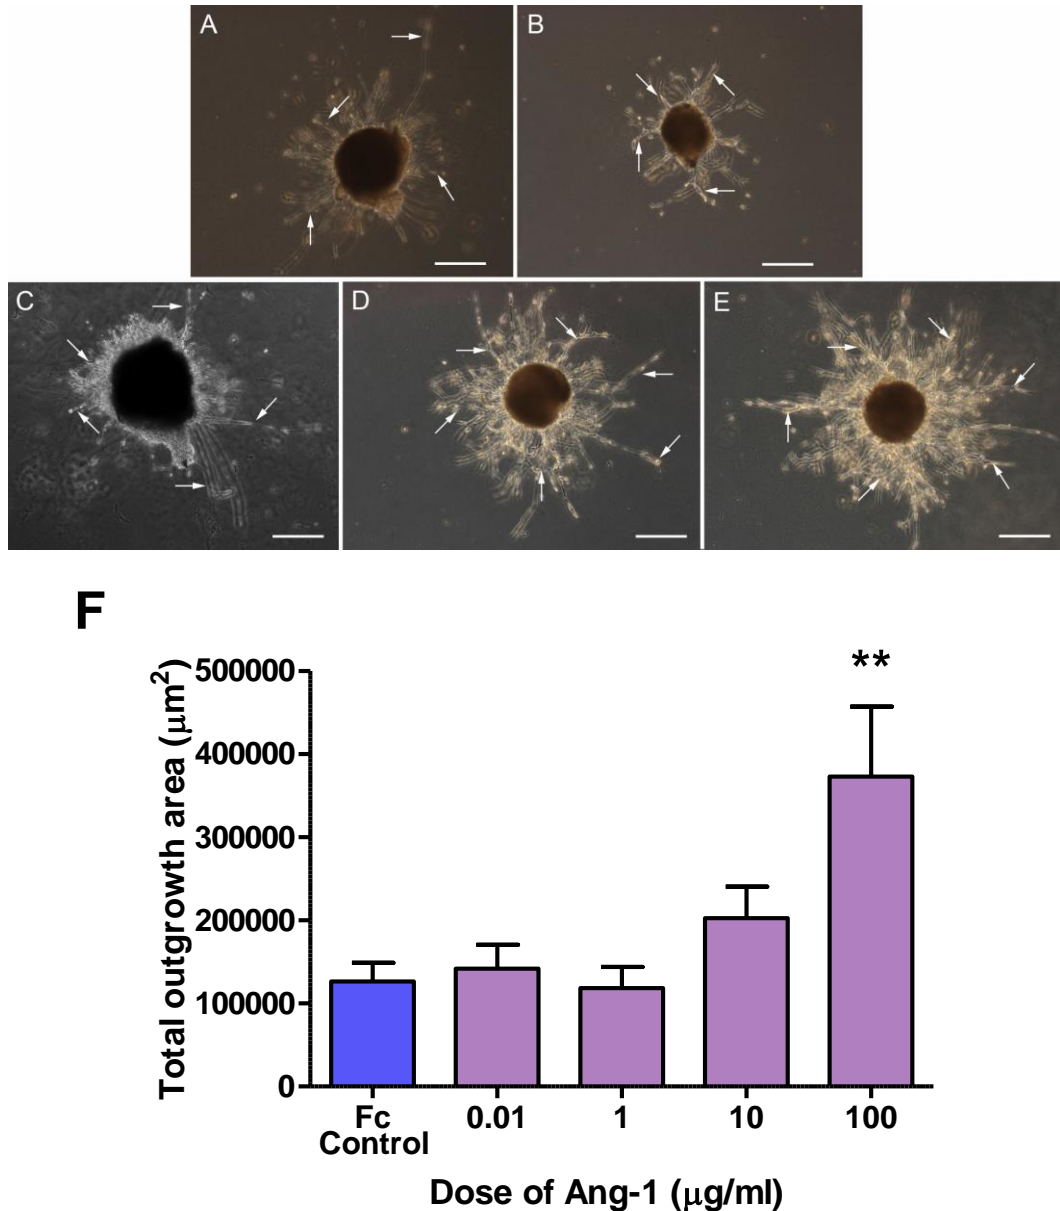 A
B
C
D
E
F
Total outgrowth area (μm²)
500000
400000
300000
200000
100000
0
**
Fc
Control
0.01
1
10
100
Dose of Ang-1 (μg/ml)